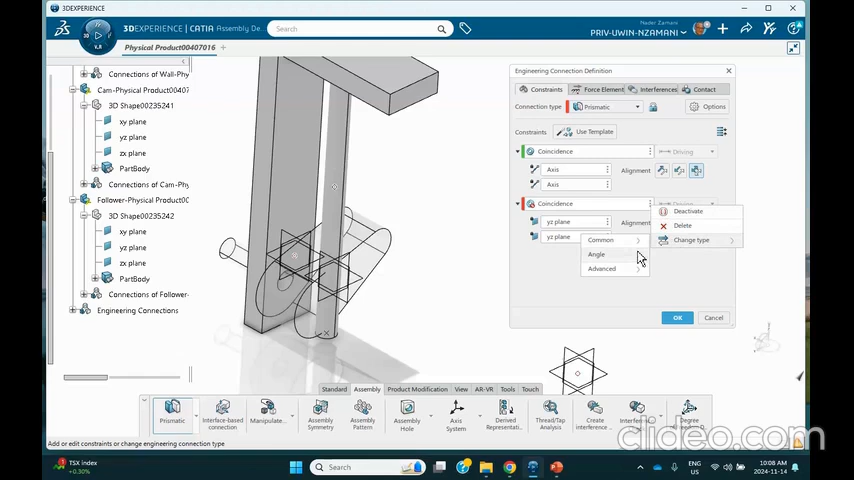 3DEXPERIENCE
3DEXPERIENCE | CATIA Assembly De...
Search
Nader Zamani
PRIV-UWIN-NZAMANI
V.R
Physical Product00407016
Connections of Wall-Phy
Cam-Physical Product0040
3D Shape00235241
xy plane
yz plane
zx plane
PartBody
Connections of Cam-
Follower-Physical Product
3D Shape00235242
xy plane
yz plane
zx plane
PartBody
Connections of Follower-
Engineering Connections
Engineering Connection Definition
Constraints
Force Element
Interferences
Contact
Connection type:
Prismatic
Options
Constraints
Use Template
Coincidence
Driving
Axis
Alignment
Axis
Coincidence
yz plane
Alignment
yz plane
Deactivate
Delete
Change type
Common
Angle
Advanced
OK
Cancel
Standard
Assembly
Product Modification
View
AR-VR
Tools
Touch
Prismatic
Interface-based connection
Manipulate...
Assembly Symmetry
Assembly Pattern
Assembly Hole
Axis System
Derived Representati...
Thread/Tap Analysis
Create interference ...
Interferen...
Degree
Add or edit constraints or change engineering connection type
clideo.com
TSX index
+0.30%
Search
ENG
US
10:08 AM
2024-11-14